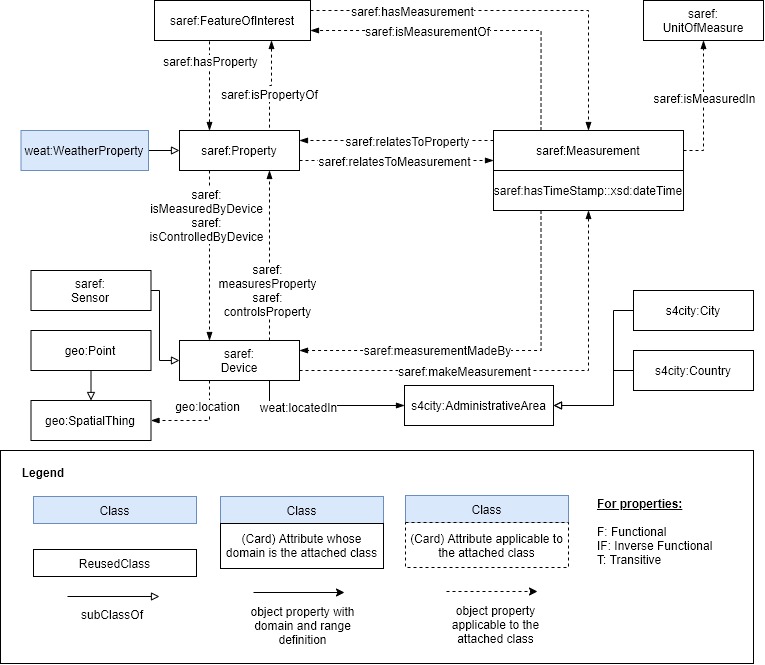 saref:FeatureOfInterest
saref:hasMeasurement
saref:isMeasurementOf
saref:
UnitOfMeasure
saref:hasProperty
saref:isPropertyOf
saref:isMeasuredIn
weat:WeatherProperty
saref:Property
saref:relatesToProperty
saref:relatesToMeasurement
saref:Measurement
saref:hasTimeStamp::xsd:dateTime
saref:
isMeasuredByDevice
saref:
isControlledByDevice
saref:
measuresProperty
saref:
controlsProperty
saref:
Sensor
s4city:City
geo:Point
saref:
Device
saref:measurementMadeBy
saref:makeMeasurement
s4city:Country
geo:SpatialThing
geo:location
weat:locatedIn
s4city:AdministrativeArea
Legend
Class
Class
(Card) Attribute whose
domain is the attached
class
Class
(Card) Attribute applicable to
the attached class
For properties:
F: Functional
IF: Inverse Functional
T: Transitive
ReusedClass
subClassOf
object property with
domain and range
definition
object property
applicable to the
attached class